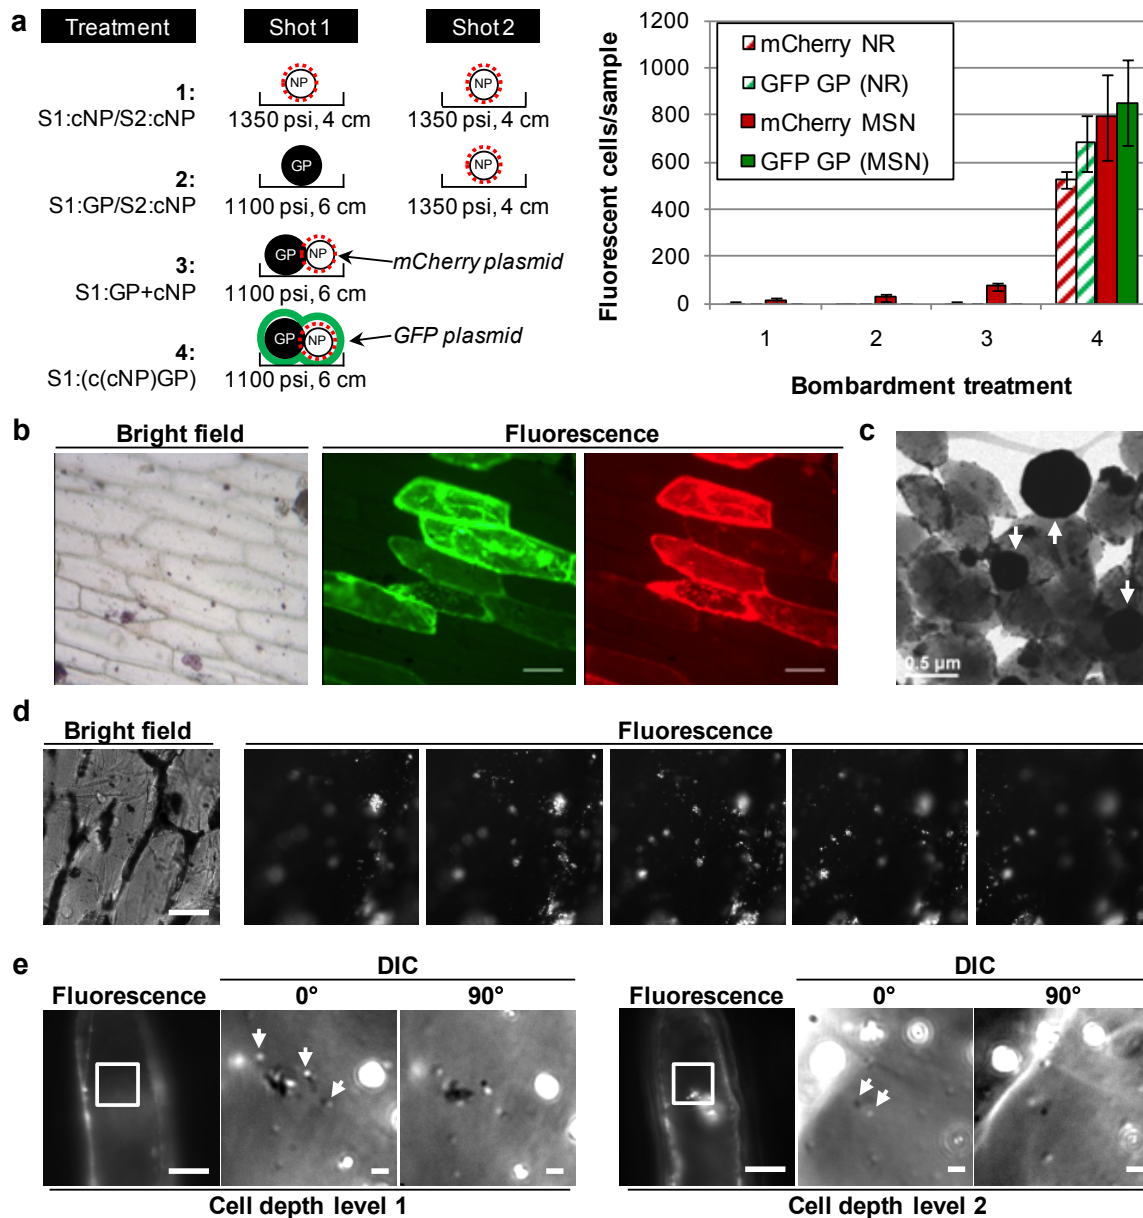 a
Treatment Shot 1 Shot 2
1:
S1:cNP/S2:cNP
NP
1350 psi, 4 cm
NP
1350 psi, 4 cm
2:
S1:GP/S2:cNP
GP
1100 psi, 6 cm
NP
1350 psi, 4 cm
3:
S1:GP+cNP
GP NP
mCherry plasmid
1100 psi, 6 cm
4:
S1:(c(cNP)GP)
GP NP
GFP plasmid
1100 psi, 6 cm
Fluorescent cells/sample
1200
1000
800
600
400
200
0
mCherry NR
GFP GP (NR)
mCherry MSN
GFP GP (MSN)
1 2 3 4
Bombardment treatment
b
Bright field Fluorescence
c
0.5 µm
d
Bright field Fluorescence
e
DIC
Fluorescence 0° 90°
Cell depth level 1
DIC
Fluorescence 0° 90°
Cell depth level 2